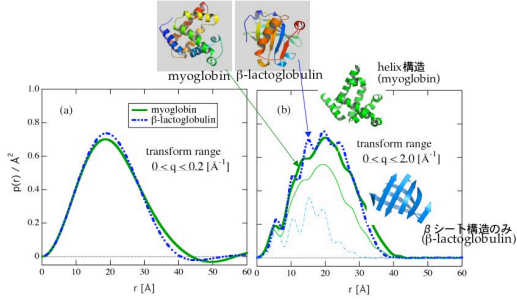 myoglobin β-lactoglobulin
helix構造
(myoglobin)
(a)
myoglobin
β-lactoglobulin
transform range
0 < q < 0.2 [Å⁻¹]
p(r) / Å²
1
0.8
0.6
0.4
0.2
0
0 10 20 30 40 50 60
r [Å]
(b)
transform range
0 < q < 2.0 [Å⁻¹]
βシート構造のみ
(β-lactoglobulin)
0 10 20 30 40 50 60
r [Å]